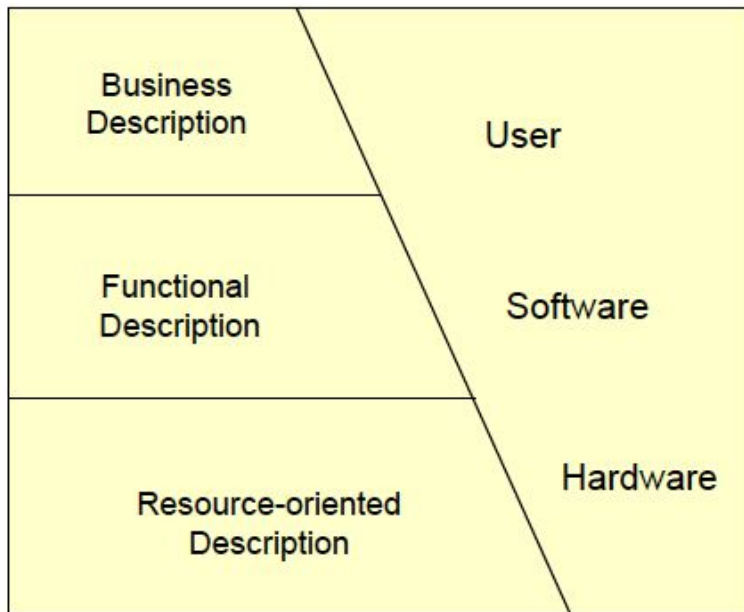 Business
Description
User
Functional
Description
Software
Resource-oriented
Description
Hardware